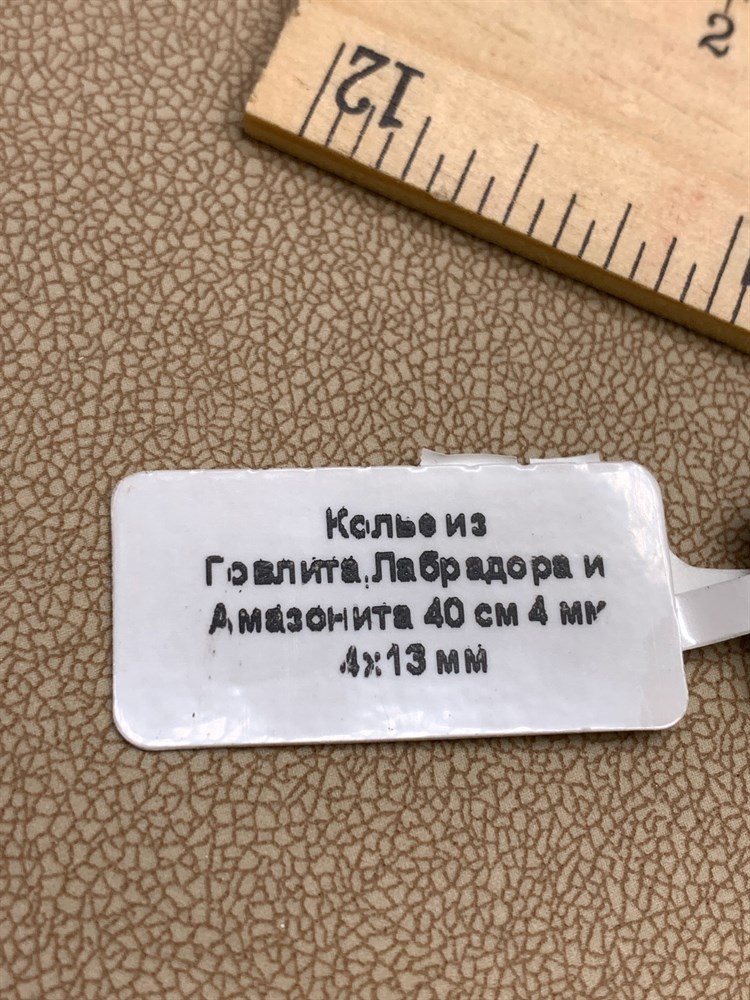 12
2
Колье из
Говлита,Лабрадора и
Амазонита 40 см 4 мм
4х13 мм